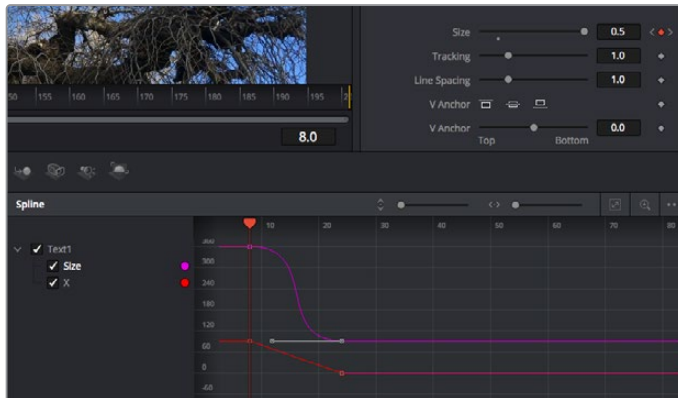 Size 0.5
Tracking 1.0
Line Spacing 1.0
V Anchor
V Anchor 0.0
Top Bottom
155 160 165 170 175 180 185 190 195
8.0
Spline
10 20 30 40 50 60 70 80
Text1
Size
X
300
240
180
120
60
0
-60